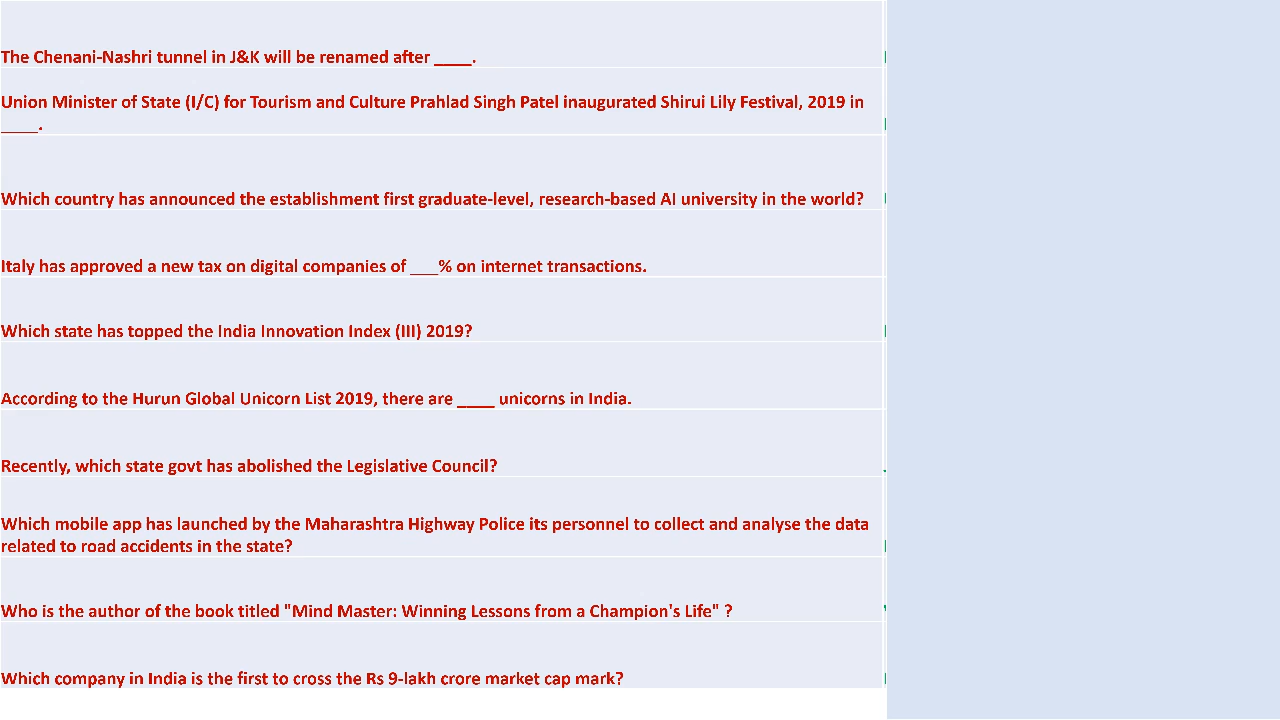 The Chenani-Nashri tunnel in J&K will be renamed after ____.
Union Minister of State (I/C) for Tourism and Culture Prahlad Singh Patel inaugurated Shirui Lily Festival, 2019 in
____.
Which country has announced the establishment first graduate-level, research-based AI university in the world?
Italy has approved a new tax on digital companies of ___% on internet transactions.
Which state has topped the India Innovation Index (III) 2019?
According to the Hurun Global Unicorn List 2019, there are ____ unicorns in India.
Recently, which state govt has abolished the Legislative Council?
Which mobile app has launched by the Maharashtra Highway Police its personnel to collect and analyse the data
related to road accidents in the state?
Who is the author of the book titled "Mind Master: Winning Lessons from a Champion's Life" ?
Which company in India is the first to cross the Rs 9-lakh crore market cap mark?